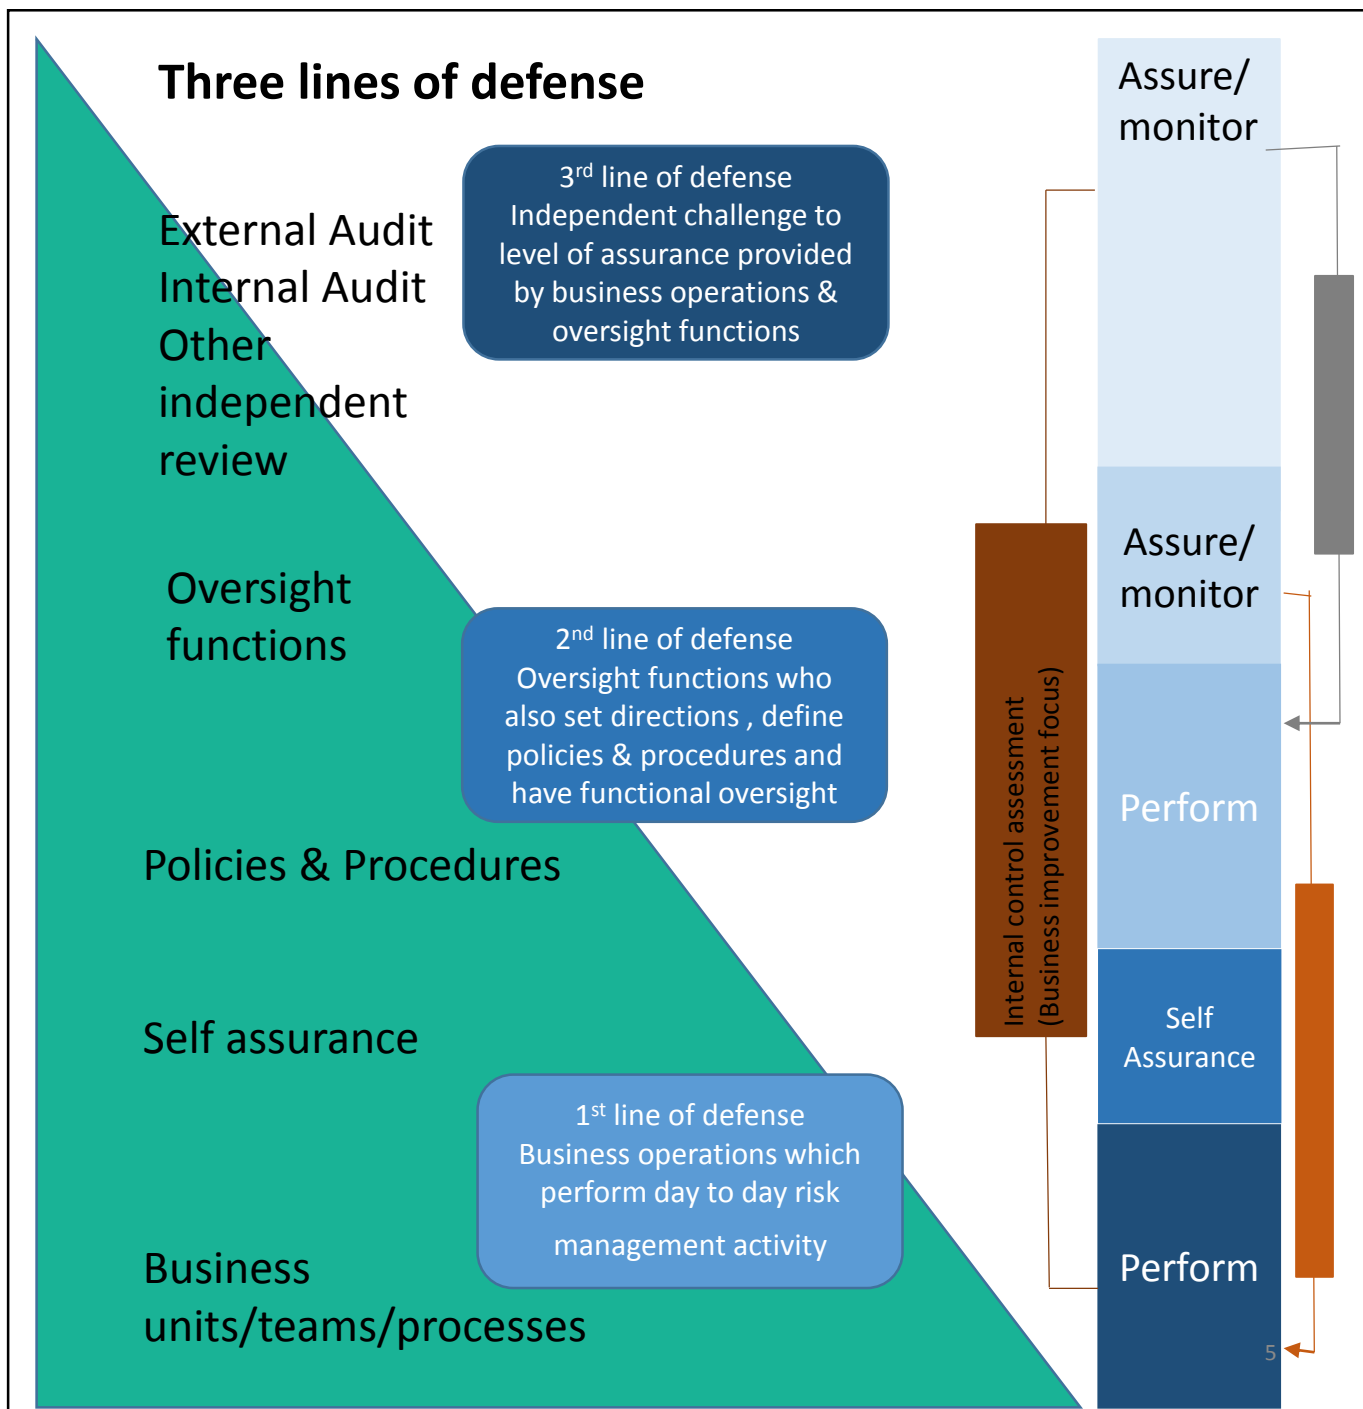 Three lines of defense
External Audit
Internal Audit
Other
independent
review
Oversight
functions
Policies & Procedures
Self assurance
Business
units/teams/processes
3rd line of defense
Independent challenge to
level of assurance provided
by business operations &
oversight functions
2nd line of defense
Oversight functions who
also set directions , define
policies & procedures and
have functional oversight
1st line of defense
Business operations which
perform day to day risk
management activity
Internal control assessment
(Business improvement focus)
Assure/
monitor
Assure/
monitor
Perform
Self
Assurance
Perform
5